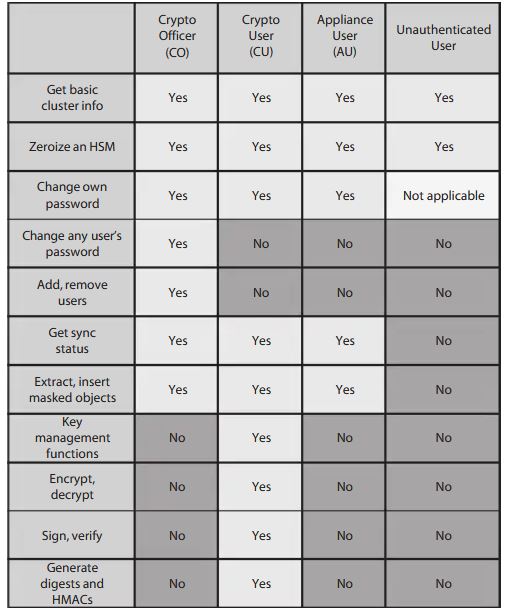 Crypto Officer (CO)
Crypto User (CU)
Appliance User (AU)
Unauthenticated User
Get basic cluster info
Yes
Yes
Yes
Yes
Zeroize an HSM
Yes
Yes
Yes
Yes
Change own password
Yes
Yes
Yes
Not applicable
Change any user's password
Yes
No
No
No
Add, remove users
Yes
No
No
No
Get sync status
Yes
Yes
Yes
No
Extract, insert masked objects
Yes
Yes
Yes
No
Key management functions
No
Yes
No
No
Encrypt, decrypt
No
Yes
No
No
Sign, verify
No
Yes
No
No
Generate digests and HMACs
No
Yes
No
No